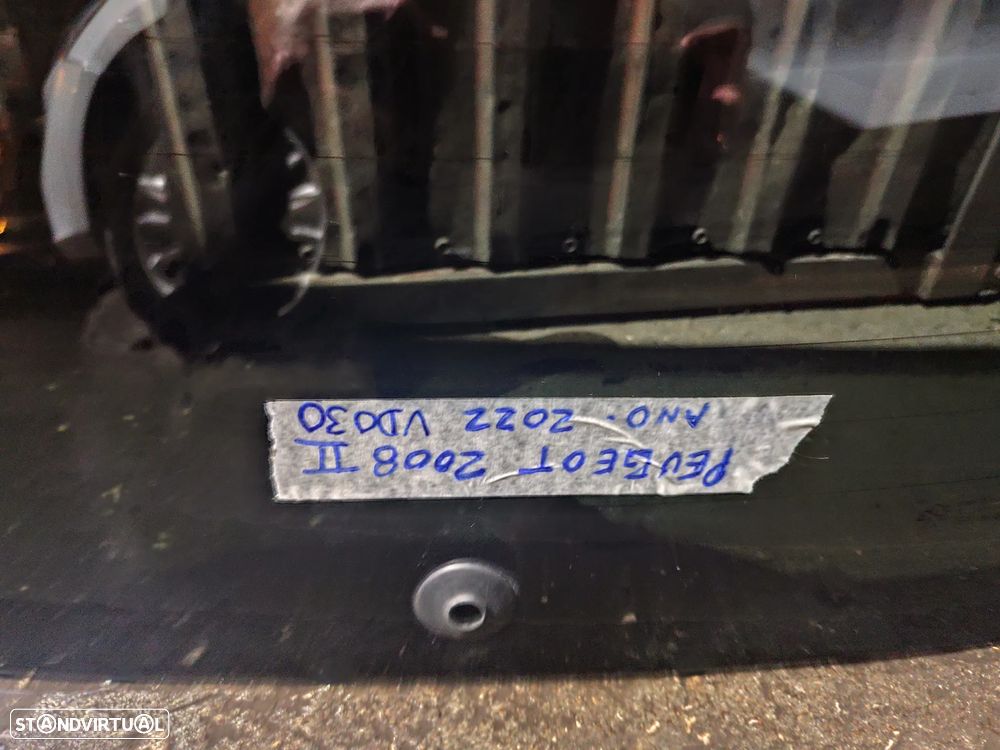 PEUGEOT 2008 II
ANO. 2022 VD030
STANDVIRTUAL